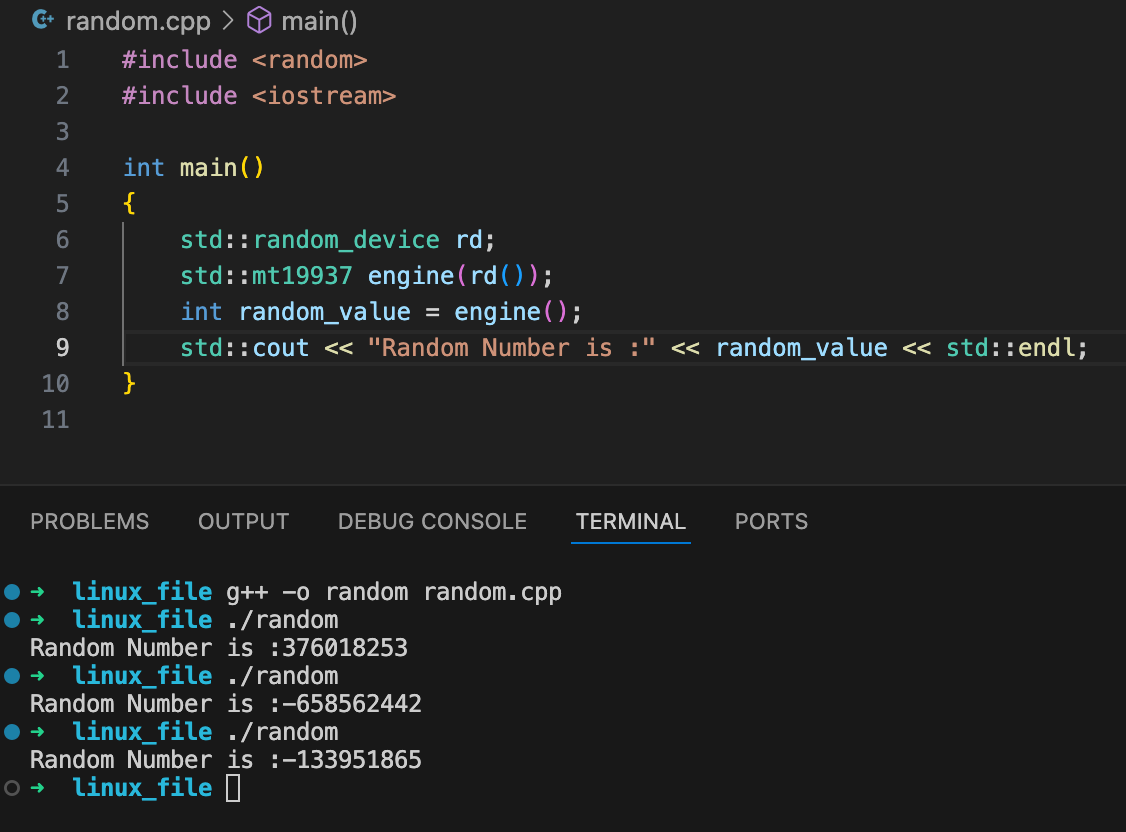 random.cpp > main()
1 #include <random>
2 #include <iostream>
3
4 int main()
5 {
6     std::random_device rd;
7     std::mt19937 engine(rd());
8     int random_value = engine();
9     std::cout << "Random Number is :" << random_value << std::endl;
10 }
11
PROBLEMS OUTPUT DEBUG CONSOLE TERMINAL PORTS
➜ linux_file g++ -o random random.cpp
➜ linux_file ./random
Random Number is :376018253
➜ linux_file ./random
Random Number is :-658562442
➜ linux_file ./random
Random Number is :-133951865
➜ linux_file